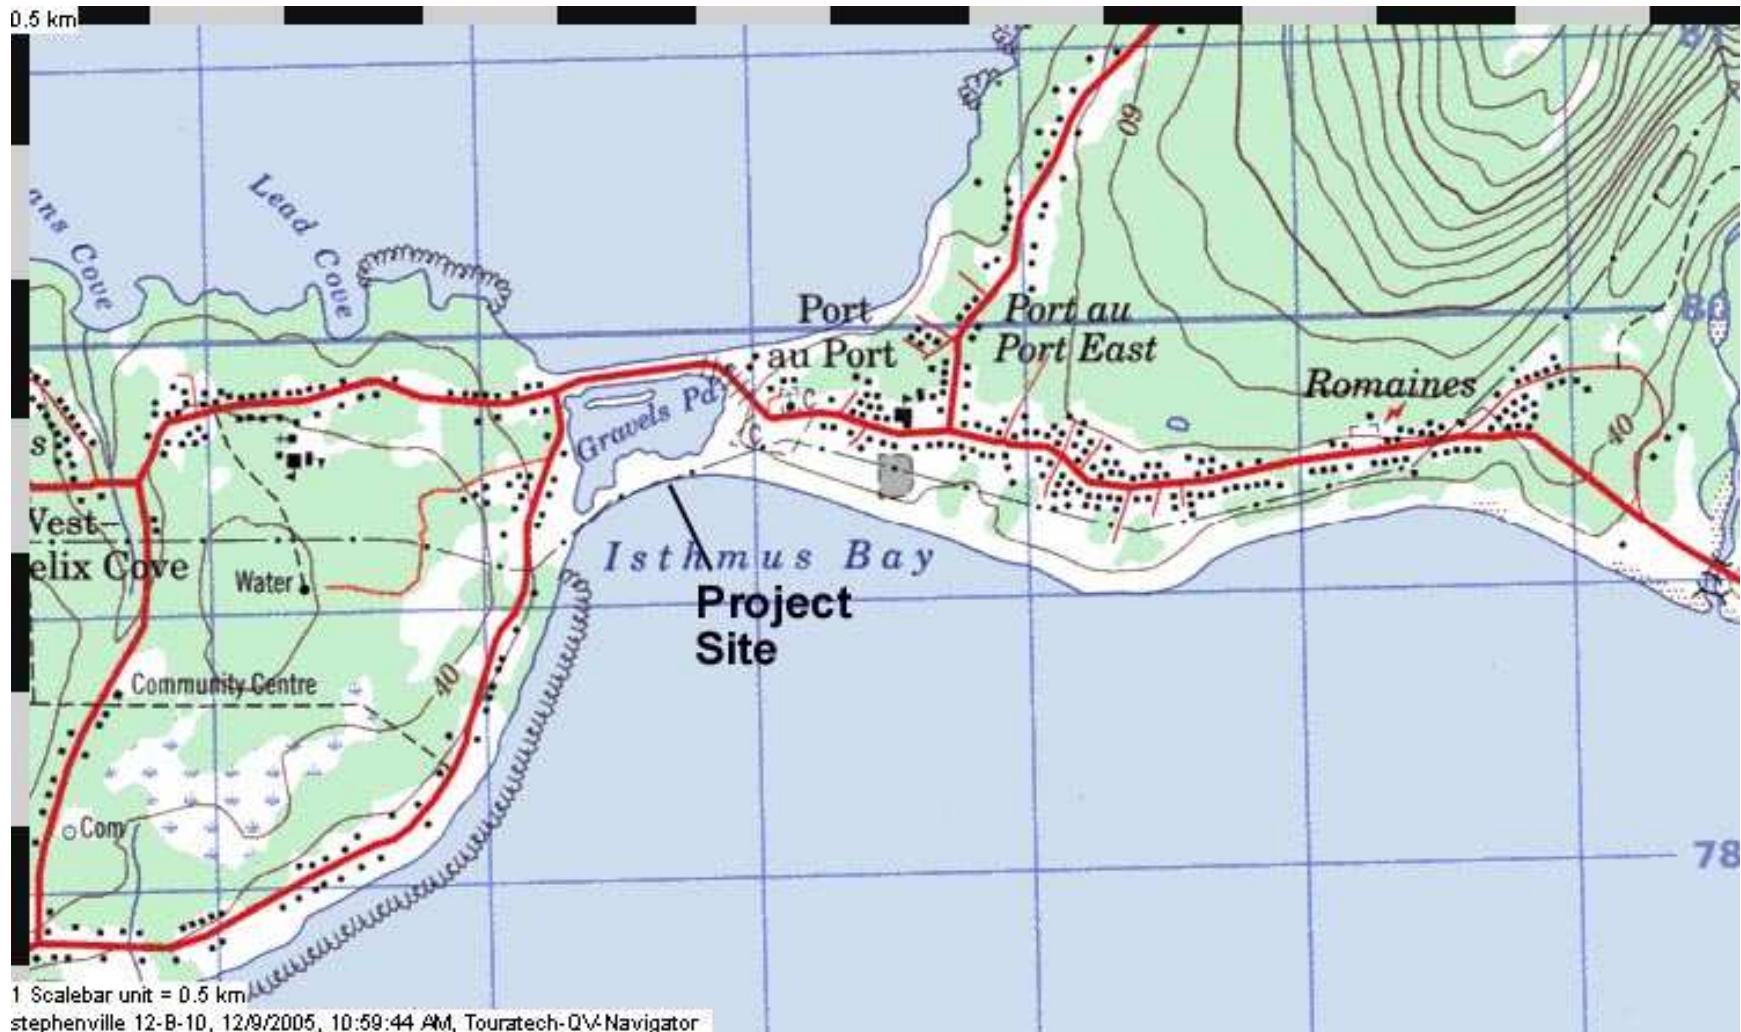 0.5 km
60
Lead Cove
ans Cove
Port
au Port
Port au
Port East
Romaines
Gravels Pd
C
C
40
s
West-
elix Cove
Isthmus Bay
Water
Project
Site
Community Centre
40
78
Com
1 Scalebar unit = 0.5 km
stephenville 12-B-10, 12/9/2005, 10:59:44 AM, Touratech-QV-Navigator